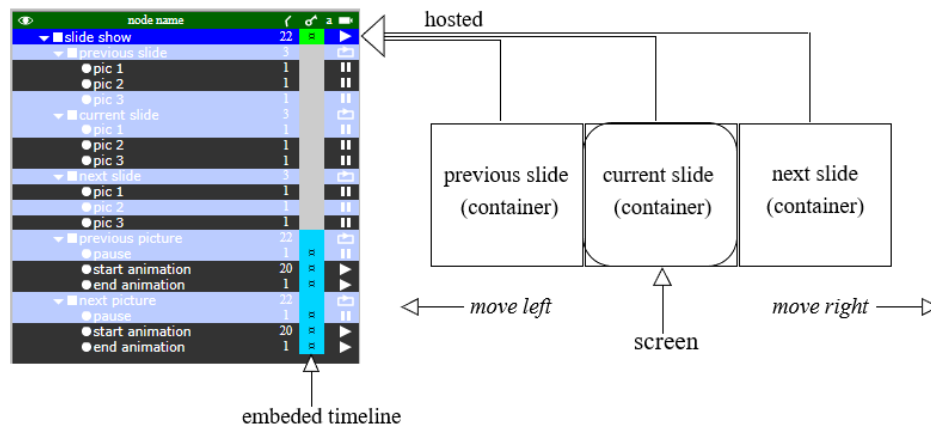 node name a
slide show 22 ¤
previous slide 3
pic 1 1
pic 2 1
pic 3 1
current slide 3
pic 1 1
pic 2 1
pic 3 1
next slide 3
pic 1 1
pic 2 1
pic 3 1
previous picture 22
pause 1 ¤
start animation 20 ¤
end animation 1 ¤
next picture 22
pause 1 ¤
start animation 20 ¤
end animation 1 ¤
embeded timeline
hosted
previous slide
(container)
current slide
(container)
next slide
(container)
move left
move right
screen